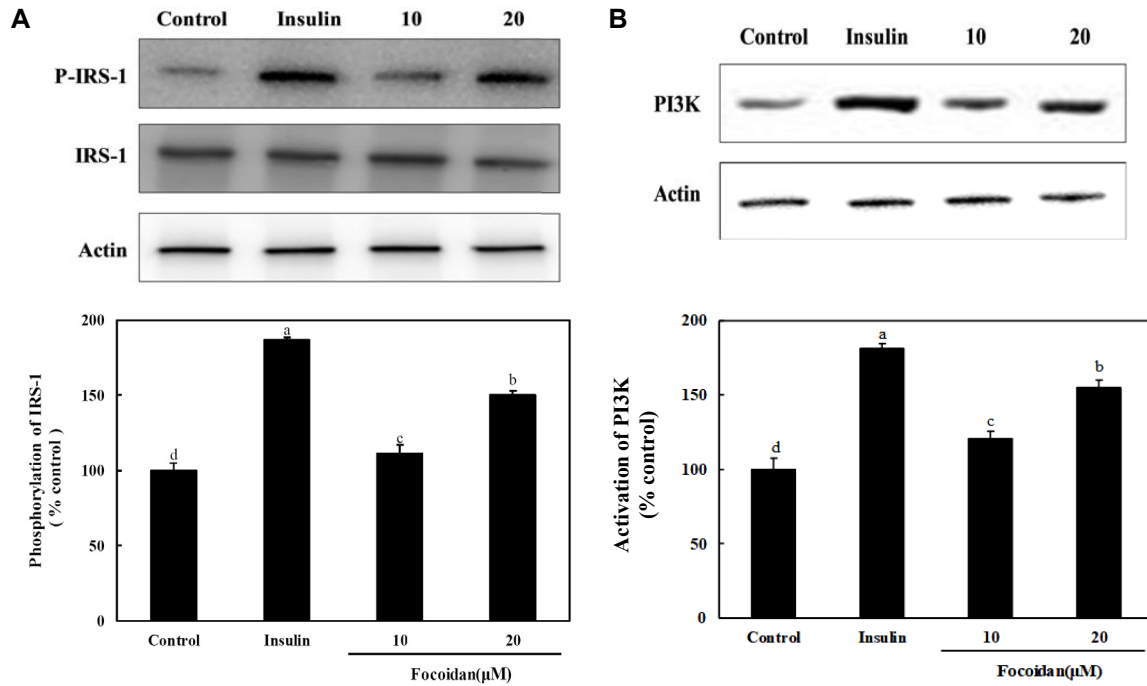 A
Control Insulin 10 20
P-IRS-1
IRS-1
Actin
200
150
100
50
0
Phosphorylation of IRS-1
( % control )
d
a
c
b
Control Insulin 10 20
Focoidan(µM)
B
Control Insulin 10 20
PI3K
Actin
200
150
100
50
0
Activation of PI3K
(% control)
d
a
c
b
Control Insulin 10 20
Focoidan(µM)